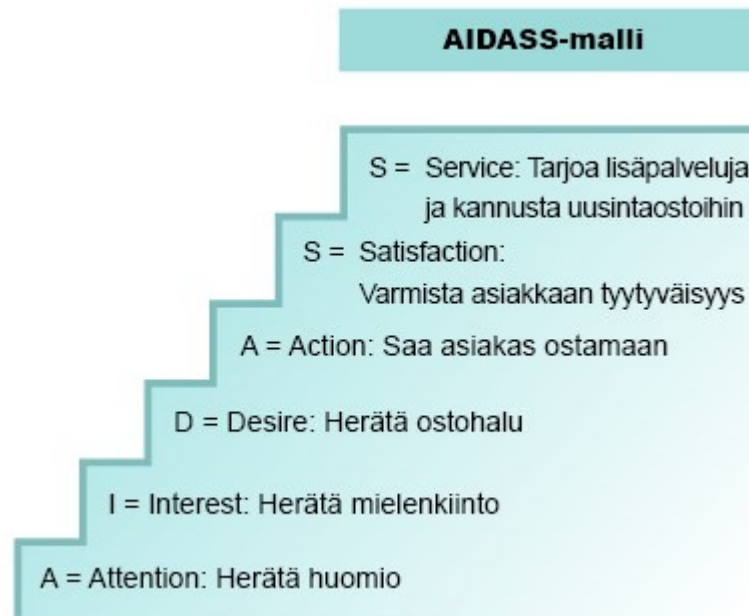 AIDASS-malli
S = Service: Tarjoa lisäpalveluja
ja kannusta uusintaostoihin
S = Satisfaction:
Varmista asiakkaan tyytyväisyys
A = Action: Saa asiakas ostamaan
D = Desire: Herätä ostohalu
I = Interest: Herätä mielenkiinto
A = Attention: Herätä huomio